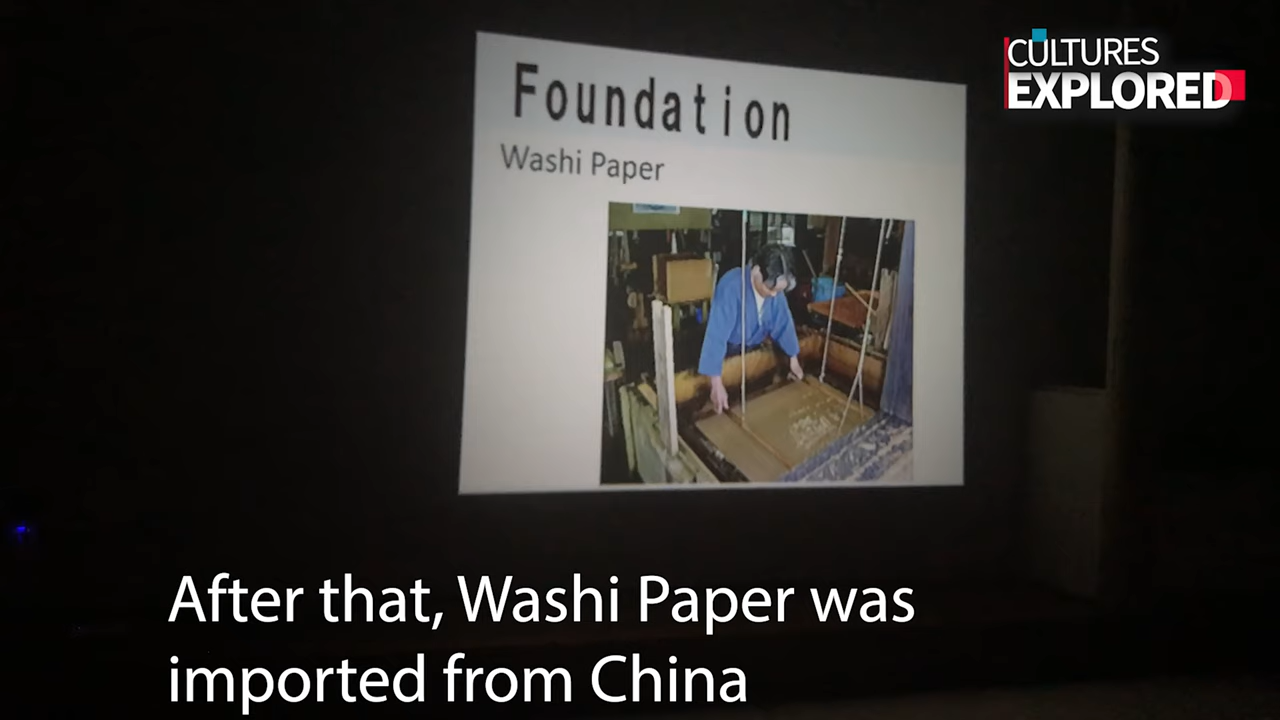 CULTURES
EXPLORED
Foundation
Washi Paper
After that, Washi Paper was
imported from China